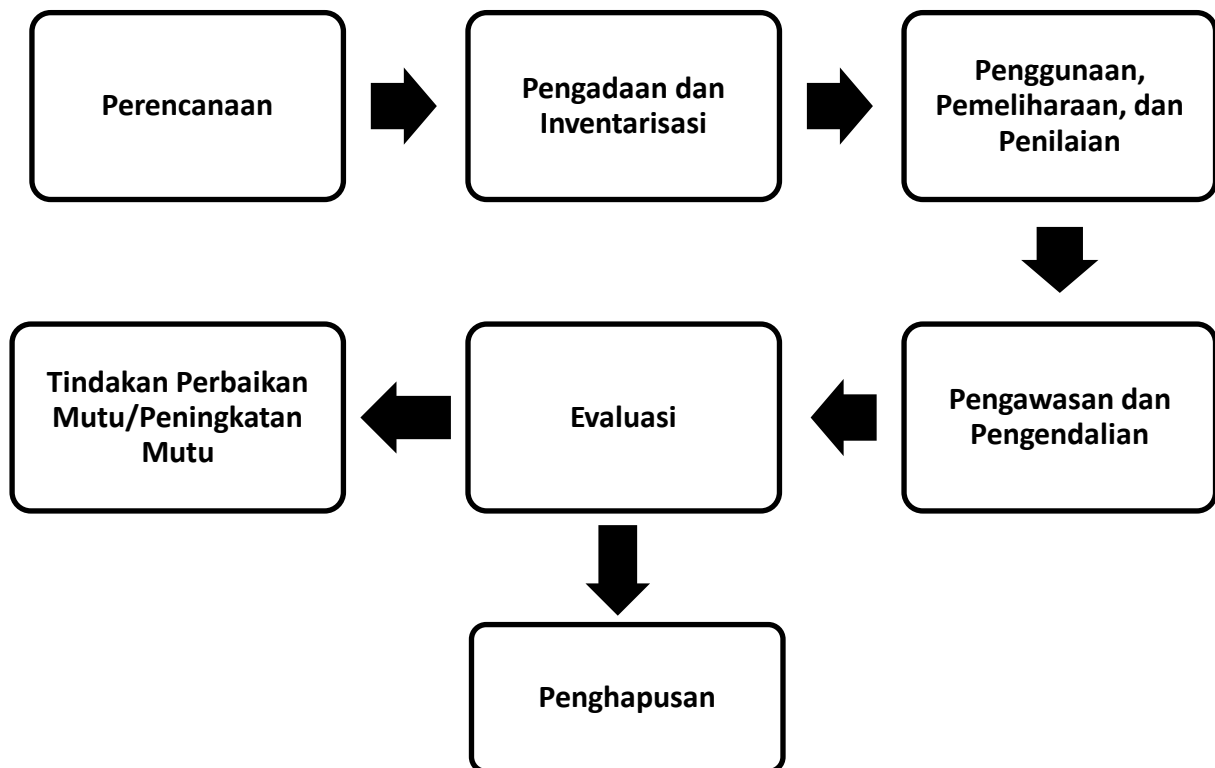 Perencanaan
Pengadaan dan
Inventarisasi
Penggunaan,
Pemeliharaan, dan
Penilaian
Tindakan Perbaikan
Mutu/Peningkatan
Mutu
Evaluasi
Pengawasan dan
Pengendalian
Penghapusan